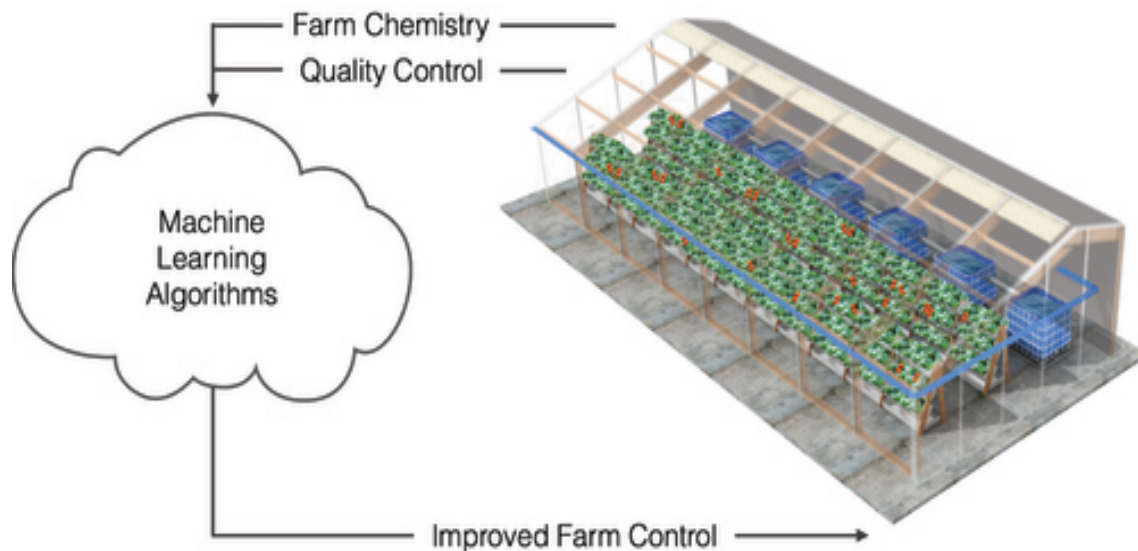 Farm Chemistry
Quality Control
Machine
Learning
Algorithms
Improved Farm Control